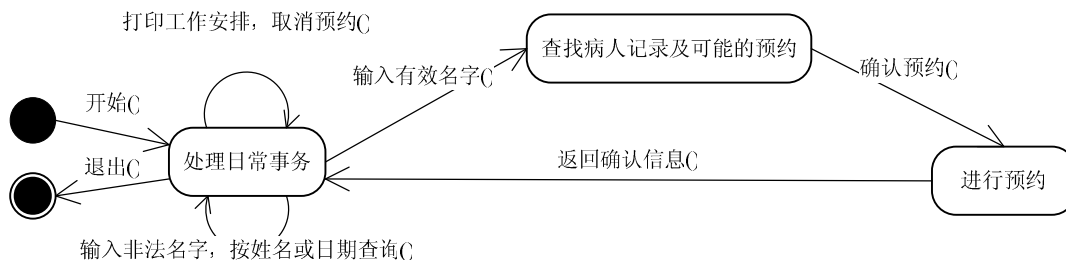 打印工作安排，取消预约()
查找病人记录及可能的预约
输入有效名字()
确认预约()
开始()
处理日常事务
退出()
返回确认信息()
进行预约
输入非法名字，按姓名或日期查询()